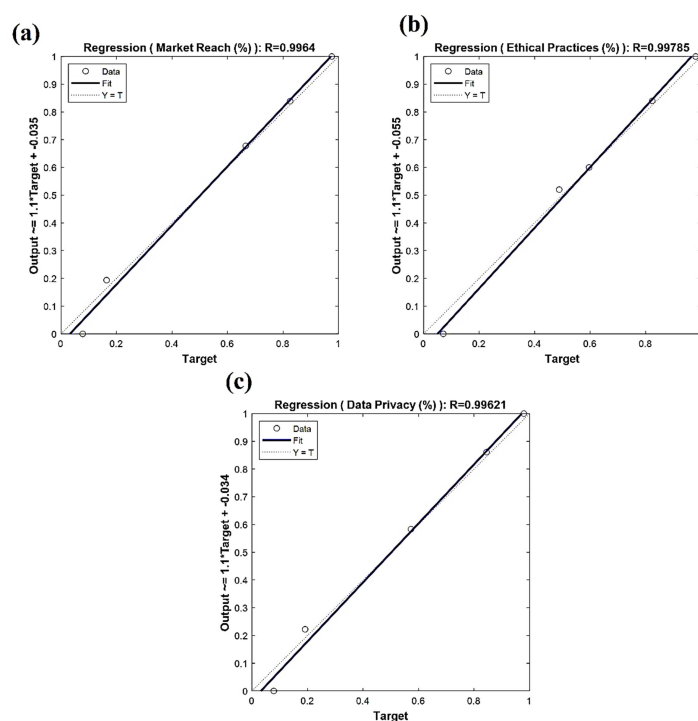 (a)
Regression ( Market Reach (%) ): R=0.9964
Data
Fit
Y = T
Output ~= 1.1*Target + -0.035
1
0.9
0.8
0.7
0.6
0.5
0.4
0.3
0.2
0.1
0
0 0.2 0.4 0.6 0.8 1
Target
(b)
Regression ( Ethical Practices (%) ): R=0.99785
Data
Fit
Y = T
Output ~= 1.1*Target + -0.055
1
0.9
0.8
0.7
0.6
0.5
0.4
0.3
0.2
0.1
0
0 0.2 0.4 0.6 0.8
Target
(c)
Regression ( Data Privacy (%) ): R=0.99621
Data
Fit
Y = T
Output ~= 1.1*Target + -0.034
1
0.9
0.8
0.7
0.6
0.5
0.4
0.3
0.2
0.1
0
0 0.2 0.4 0.6 0.8 1
Target